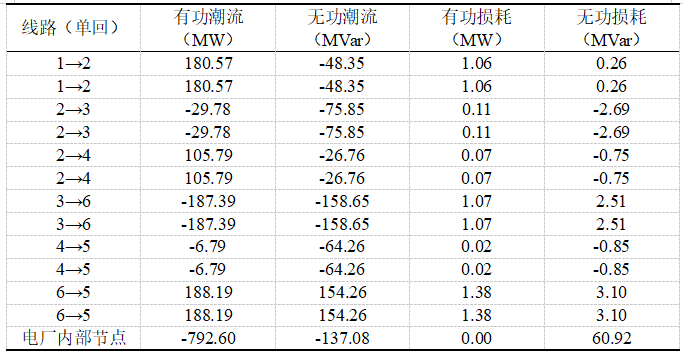 线路（单回） 有功潮流（MW） 无功潮流（MVar） 有功损耗（MW） 无功损耗（MVar）
1→2 180.57 -48.35 1.06 0.26
1→2 180.57 -48.35 1.06 0.26
2→3 -29.78 -75.85 0.11 -2.69
2→3 -29.78 -75.85 0.11 -2.69
2→4 105.79 -26.76 0.07 -0.75
2→4 105.79 -26.76 0.07 -0.75
3→6 -187.39 -158.65 1.07 2.51
3→6 -187.39 -158.65 1.07 2.51
4→5 -6.79 -64.26 0.02 -0.85
4→5 -6.79 -64.26 0.02 -0.85
6→5 188.19 154.26 1.38 3.10
6→5 188.19 154.26 1.38 3.10
电厂内部节点 -792.60 -137.08 0.00 60.92